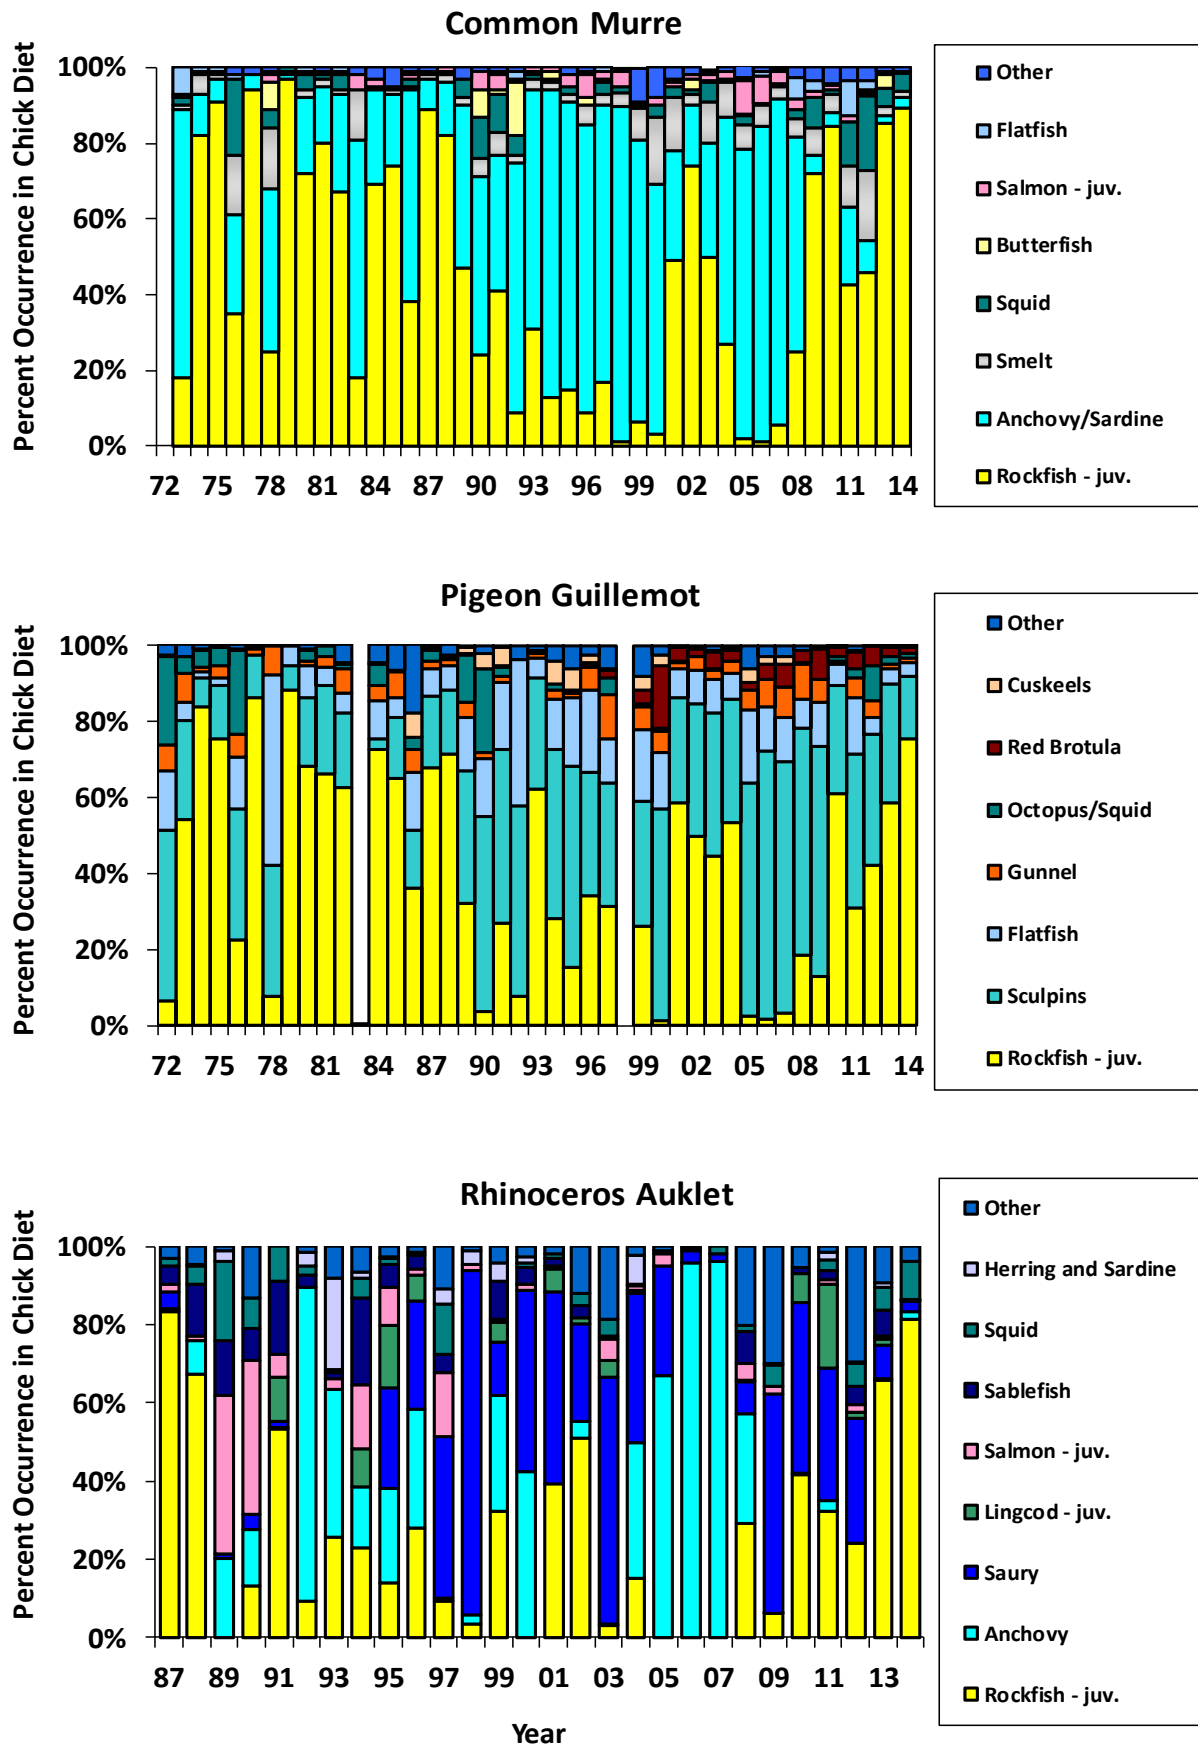 Common Murre
Percent Occurrence in Chick Diet
100%
80%
60%
40%
20%
0%
72 75 78 81 84 87 90 93 96 99 02 05 08 11 14
Other
Flatfish
Salmon - juv.
Butterfish
Squid
Smelt
Anchovy/Sardine
Rockfish - juv.
Pigeon Guillemot
Percent Occurrence in Chick Diet
100%
80%
60%
40%
20%
0%
72 75 78 81 84 87 90 93 96 99 02 05 08 11 14
Other
Cuskeels
Red Brotula
Octopus/Squid
Gunnel
Flatfish
Sculpins
Rockfish - juv.
Rhinoceros Auklet
Percent Occurrence in Chick Diet
100%
80%
60%
40%
20%
0%
87 89 91 93 95 97 99 01 03 05 07 09 11 13
Year
Other
Herring and Sardine
Squid
Sablefish
Salmon - juv.
Lingcod - juv.
Saury
Anchovy
Rockfish - juv.